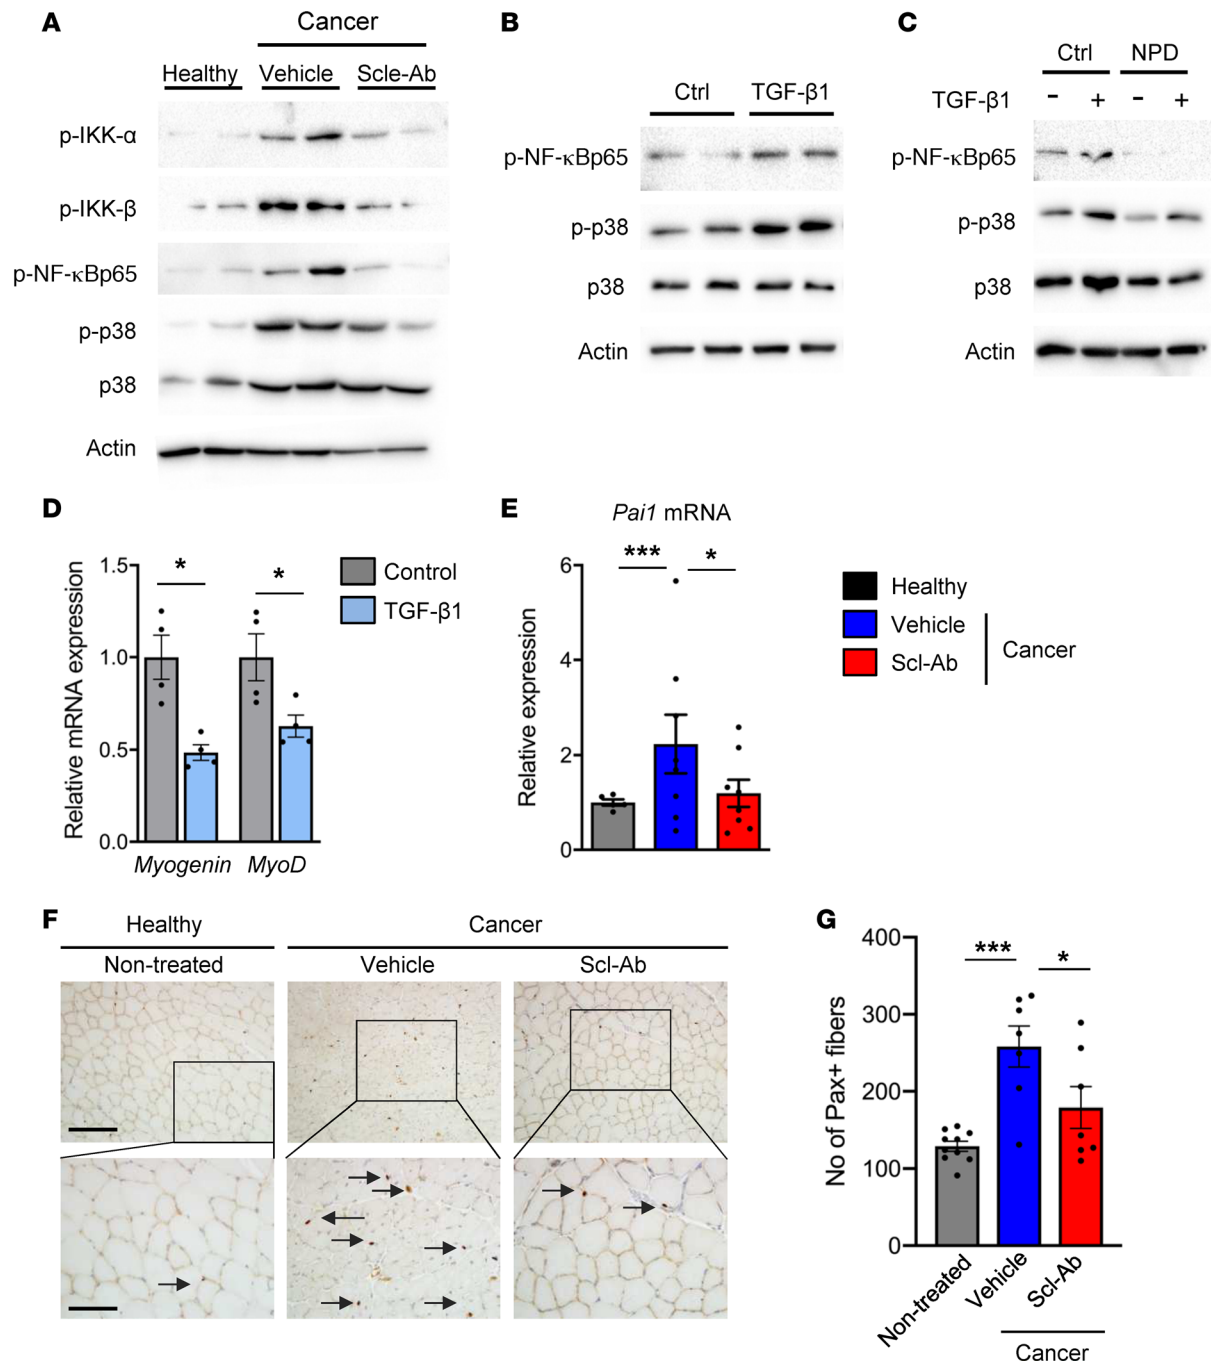 A
Cancer
Healthy Vehicle Scle-Ab
p-IKK-α
p-IKK-β
p-NF-κBp65
p-p38
p38
Actin
B
Ctrl TGF-β1
p-NF-κBp65
p-p38
p38
Actin
C
Ctrl NPD
TGF-β1 - + - +
p-NF-κBp65
p-p38
p38
Actin
D
Relative mRNA expression
1.5
1.0
0.5
0.0
* *
Myogenin MyoD
Control
TGF-β1
E
Pai1 mRNA
Relative expression
6
4
2
0
*** *
Healthy
Vehicle
Scl-Ab
Cancer
F
Healthy Cancer
Non-treated Vehicle Scl-Ab
G
No of Pax+ fibers
400
300
200
100
0
*** *
Non-treated
Vehicle
Scl-Ab
Cancer